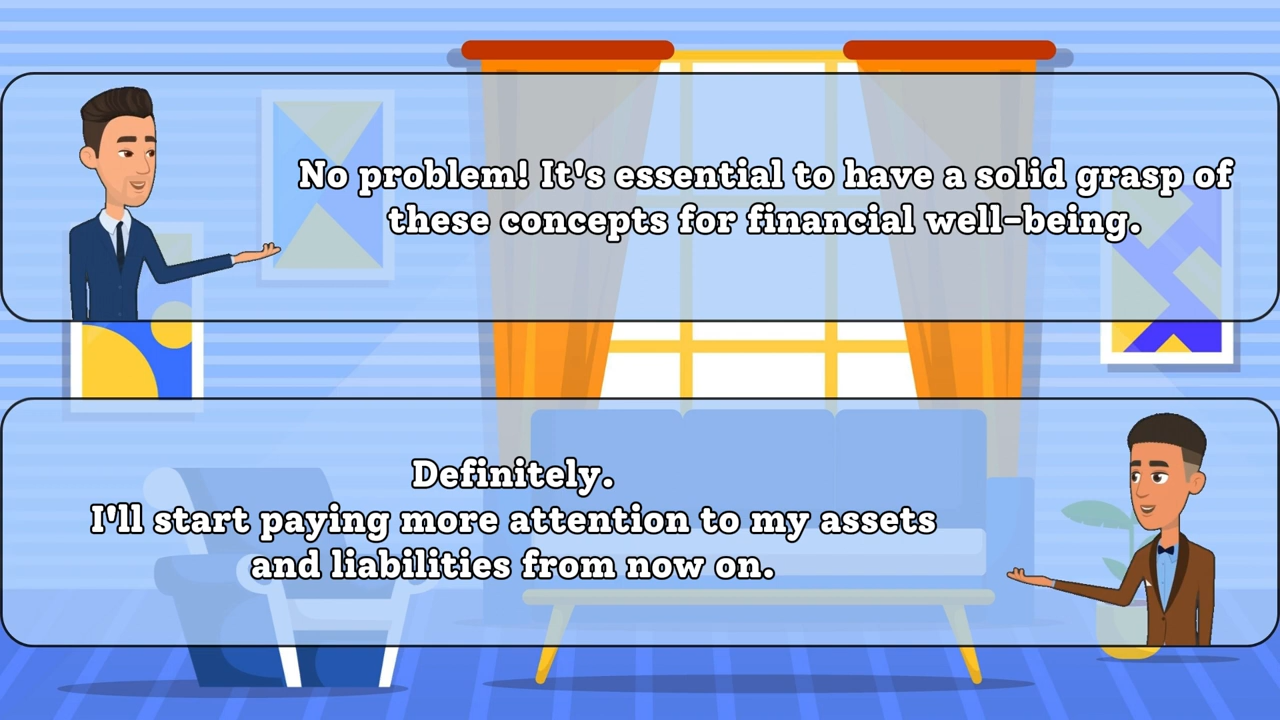 No problem! It's essential to have a solid grasp of
these concepts for financial well-being.
Definitely.
I'll start paying more attention to my assets
and liabilities from now on.